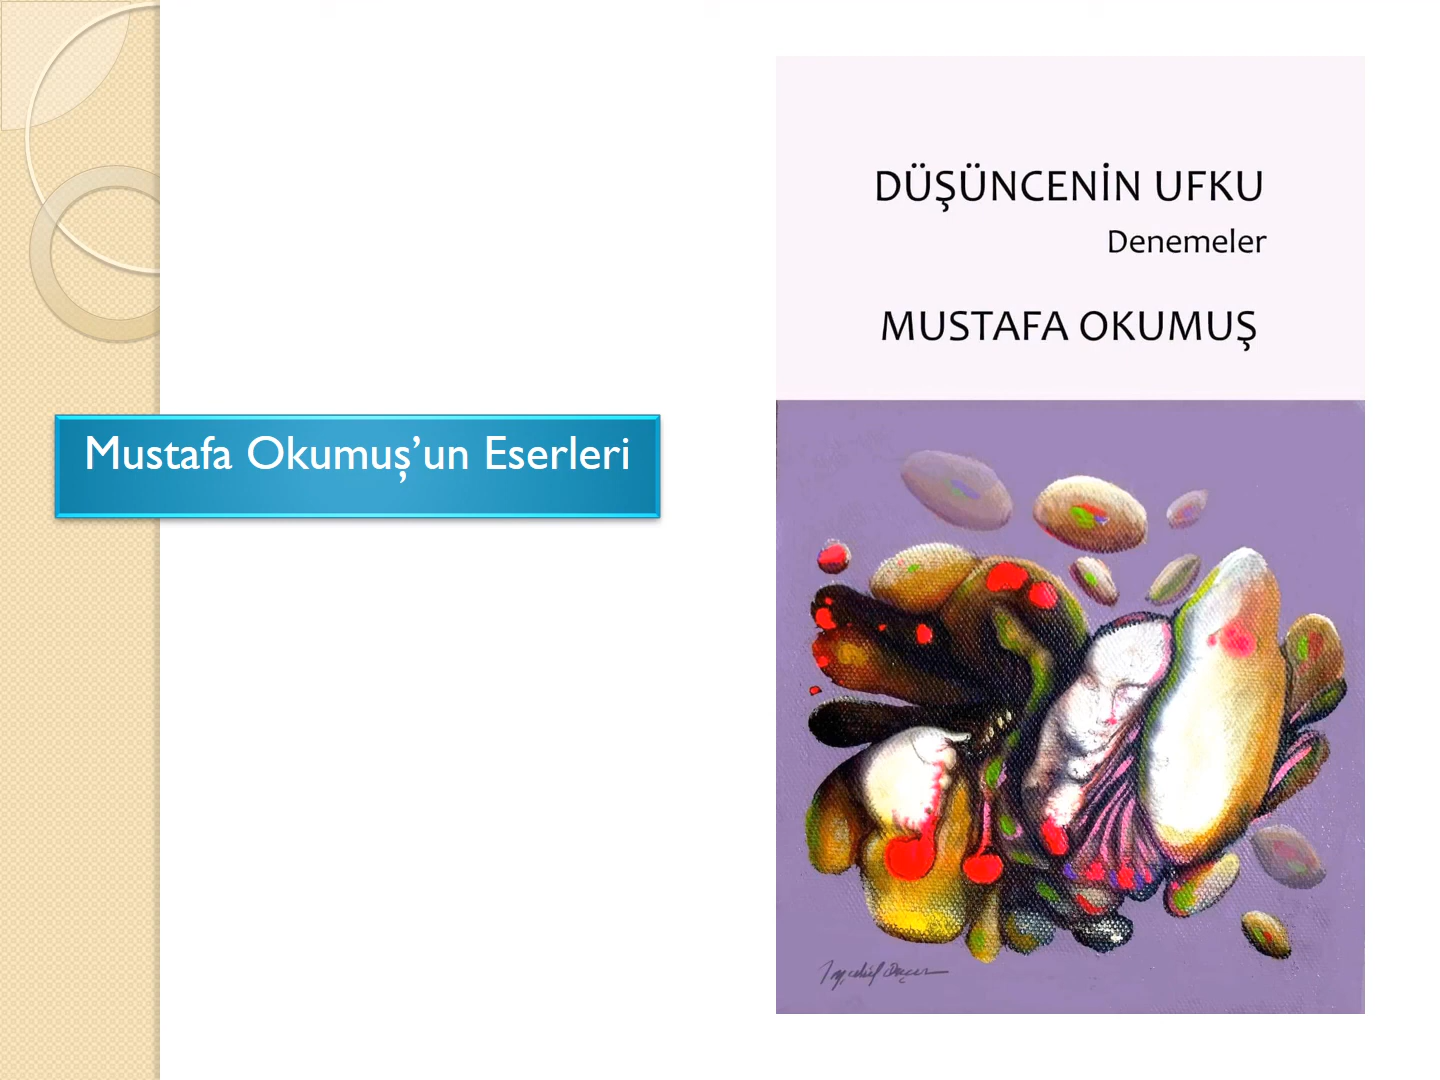 Mustafa Okumuş’un Eserleri
DÜŞÜNCENİN UFKU
Denemeler
MUSTAFA OKUMUŞ